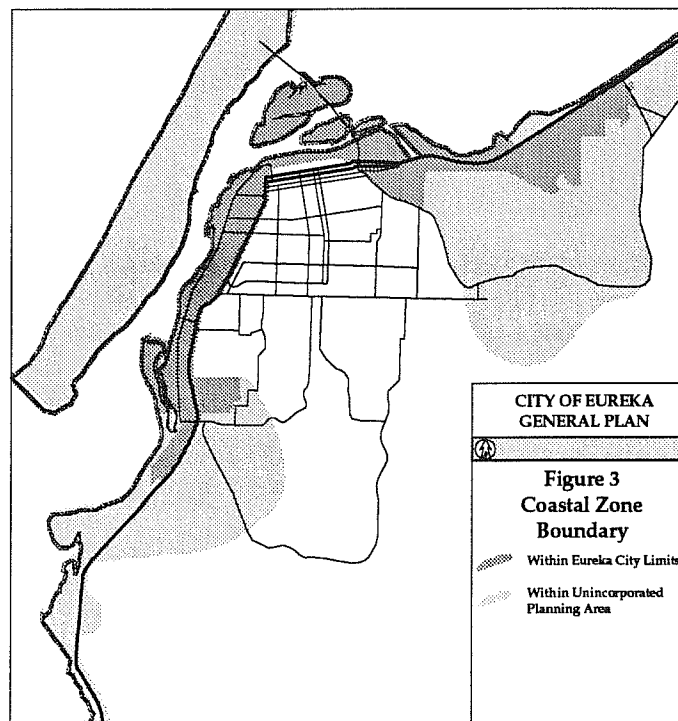 CITY OF EUREKA
GENERAL PLAN
Figure 3
Coastal Zone
Boundary
Within Eureka City Limits
Within Unincorporated
Planning Area